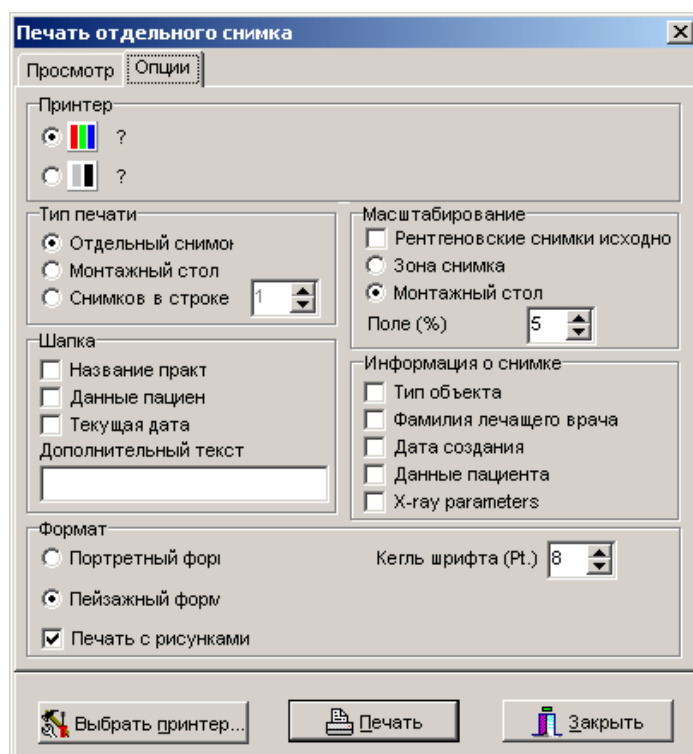 Печать отдельного снимка
Просмотр Опции
Принтер
?
?
Тип печати
Отдельный снимок
Монтажный стол
Снимков в строке 1
Масштабирование
Рентгеновские снимки исходно
Зона снимка
Монтажный стол
Поле (%) 5
Шапка
Название практ
Данные пациен
Текущая дата
Дополнительный текст
Информация о снимке
Тип объекта
Фамилия лечащего врача
Дата создания
Данные пациента
X-ray parameters
Формат
Портретный фор
Кегль шрифта (Pt.) 8
Пейзажный форм
Печать с рисунками
Выбрать принтер... Печать Закрыть